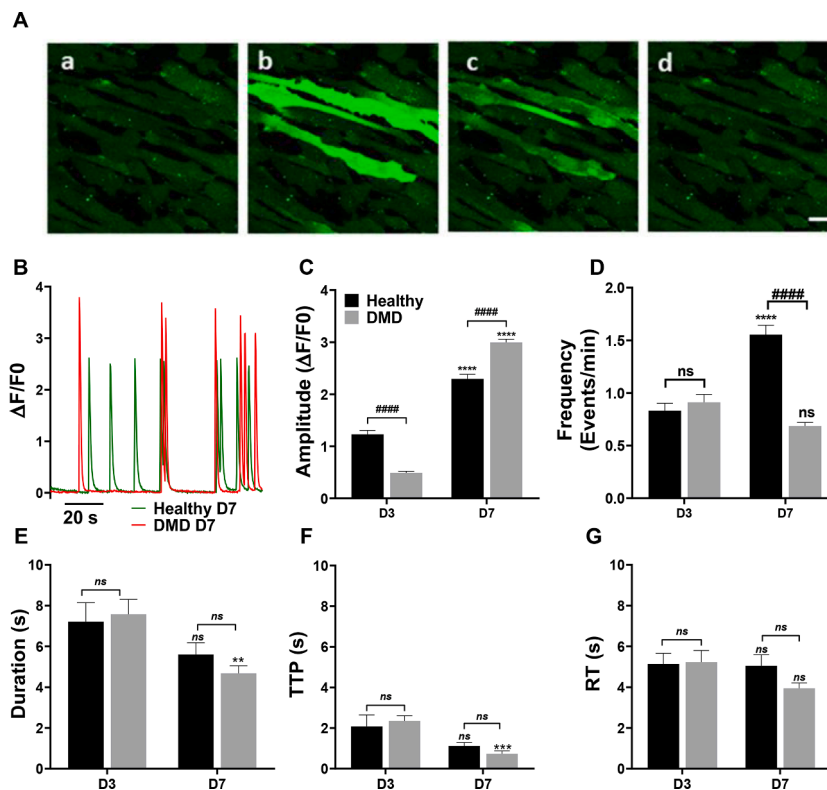 A
a b c d
B
ΔF/F0
4
3
2
1
0
20 s
Healthy D7
DMD D7
C
Amplitude (ΔF/F0)
4
3
2
1
0
Healthy
DMD
####
####
****
****
D3 D7
D
Frequency
(Events/min)
2.0
1.5
1.0
0.5
0.0
ns
####
****
ns
D3 D7
E
Duration (s)
10
8
6
4
2
0
ns
ns
ns
**
D3 D7
F
TTP (s)
10
8
6
4
2
0
ns
ns
ns
***
D3 D7
G
RT (s)
10
8
6
4
2
0
ns
ns
ns
ns
D3 D7